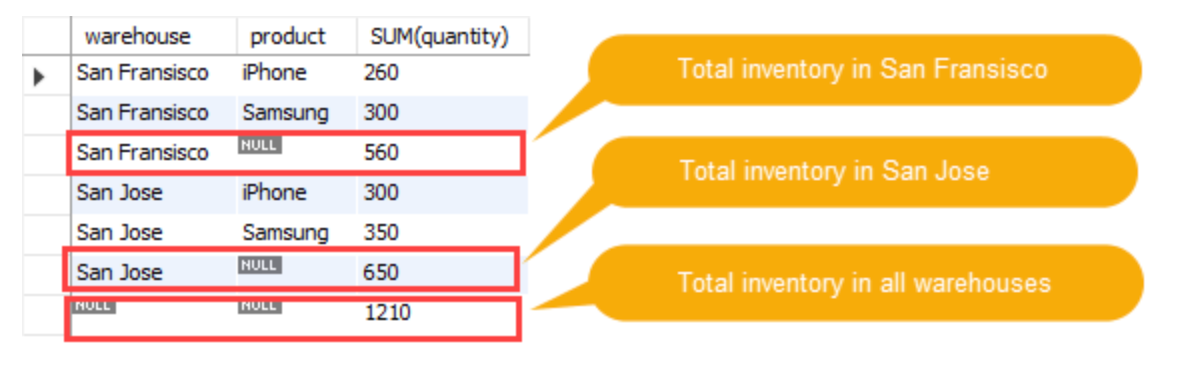 warehouse product SUM(quantity)
San Fransisco iPhone 260
Total inventory in San Fransisco
San Fransisco Samsung 300
San Fransisco NULL 560
Total inventory in San Jose
San Jose iPhone 300
San Jose Samsung 350
San Jose NULL 650
Total inventory in all warehouses
NULL NULL 1210